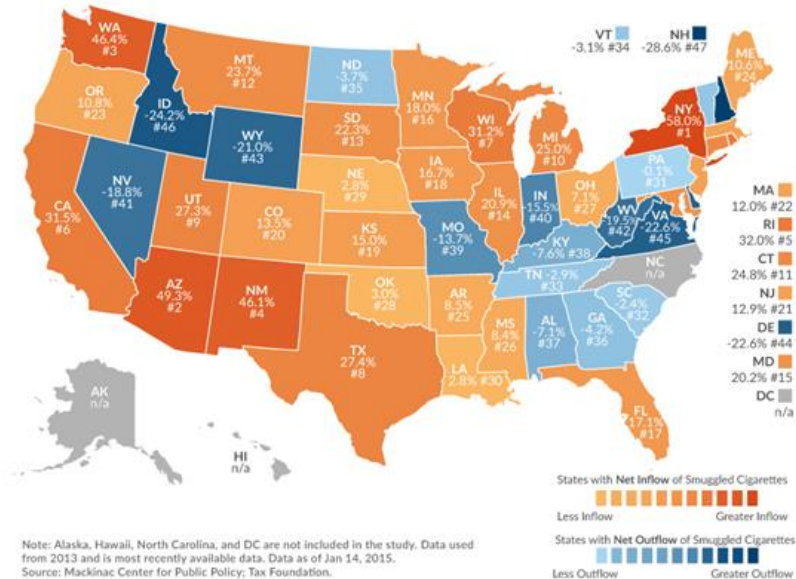 WA
46.4%
#3
MT
23.7%
#12
ND
-3.7%
#35
VT
-3.1% #34
NH
-28.6% #47
ME
10.6%
#24
OR
10.8%
#23
ID
-24.2%
#46
WY
-21.0%
#43
SD
22.3%
#13
MN
18.0%
#16
WI
31.2%
#7
MI
25.0%
#10
NY
58.0%
#1
NV
-18.8%
#41
UT
27.3%
#9
CO
13.5%
#20
NE
2.8%
#29
IA
16.7%
#18
IL
20.9%
#14
IN
-15.5%
#40
OH
7.1%
#27
PA
-0.1%
#31
CA
31.5%
#6
KS
15.0%
#19
MO
-13.7%
#39
KY
-7.6% #38
WV
-19.5%
#42
VA
-22.6%
#45
MA
12.0% #22
RI
32.0% #5
CT
24.8% #11
NJ
12.9% #21
DE
-22.6% #44
MD
20.2% #15
DC
n/a
AZ
49.3%
#2
NM
46.1%
#4
OK
3.0%
#28
AR
8.5%
#25
TN -2.9%
#33
NC
n/a
SC
-2.4%
#32
TX
27.4%
#8
LA
2.8% #30
MS
8.4%
#26
AL
-7.1%
#37
GA
-4.2%
#36
FL
17.1%
#17
AK
n/a
HI
n/a
States with Net Inflow of Smuggled Cigarettes
Less Inflow Greater Inflow
States with Net Outflow of Smuggled Cigarettes
Less Outflow Greater Outflow
Note: Alaska, Hawaii, North Carolina, and DC are not included in the study. Data used
from 2013 and is most recently available data. Data as of Jan 14, 2015.
Source: Mackinac Center for Public Policy; Tax Foundation.